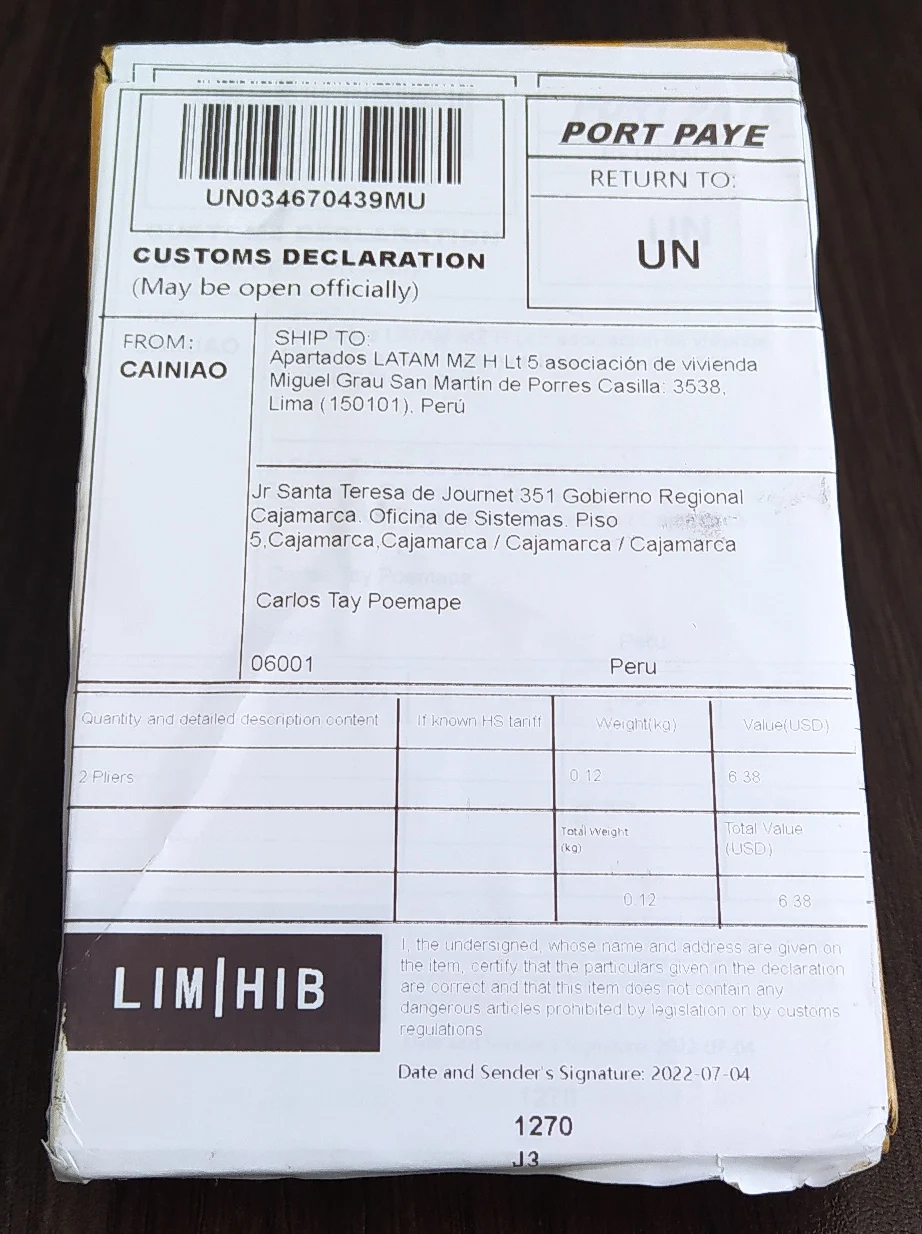 UN034670439MU
CUSTOMS DECLARATION
(May be open officially)
PORT PAYE
RETURN TO:
UN
FROM:
CAINIAO
SHIP TO:
Apartados LATAM MZ H Lt 5 asociación de vivienda
Miguel Grau San Martín de Porres Casilla: 3538,
Lima (150101), Perú
Jr Santa Teresa de Journet 351 Gobierno Regional
Cajamarca. Oficina de Sistemas. Piso
5,Cajamarca,Cajamarca / Cajamarca / Cajamarca
Carlos Tay Poemape
06001 Peru
Quantity and detailed description content If known HS tariff Weight(kg) Value(USD)
2 Pliers 0.12 6.38
Total Weight
(kg)
Total Value
(USD)
0.12 6.38
LIM|HIB
I, the undersigned, whose name and address are given on
the item, certify that the particulars given in the declaration
are correct and that this item does not contain any
dangerous articles prohibited by legislation or by customs
regulations
Date and Sender's Signature: 2022-07-04
1270
J3